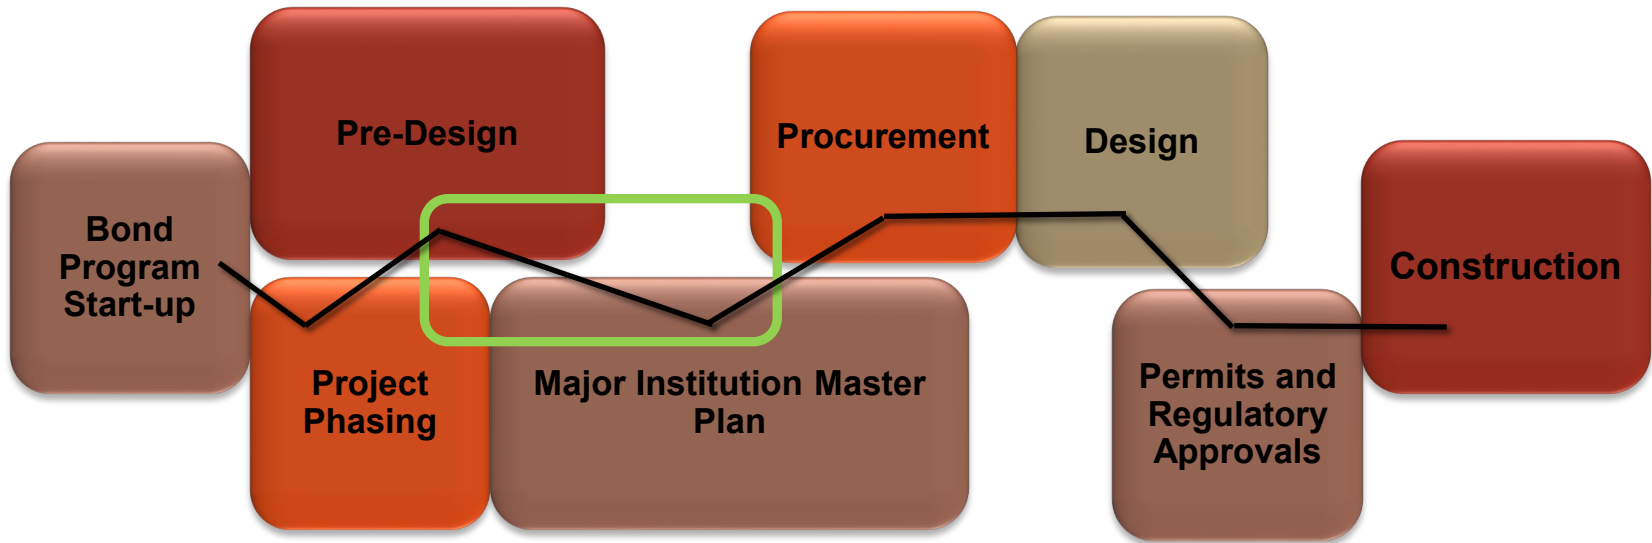 Bond
Program
Start-up
Pre-Design
Project
Phasing
Major Institution Master
Plan
Procurement
Design
Permits and
Regulatory
Approvals
Construction